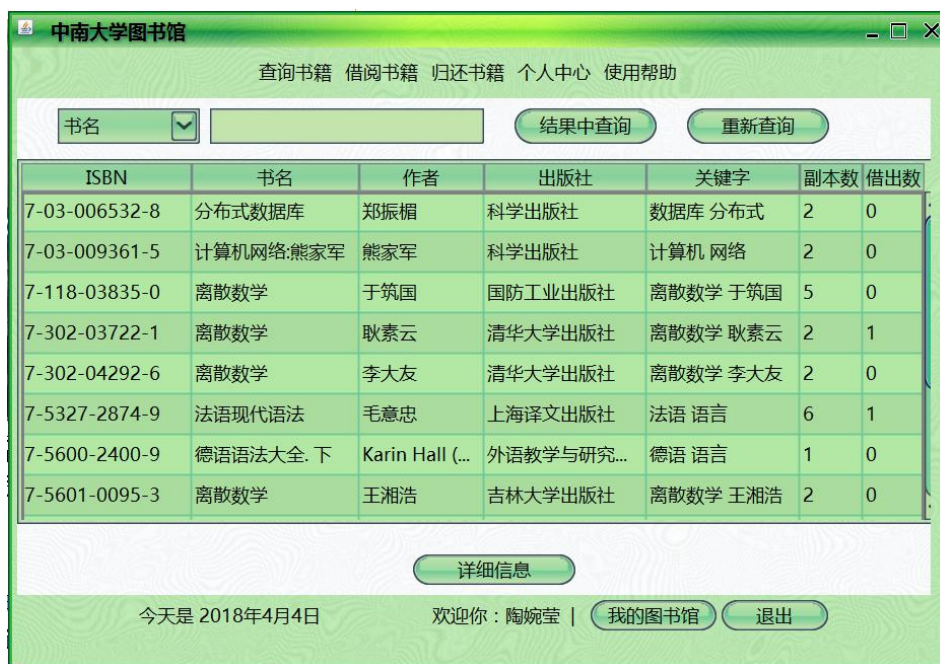 中南大学图书馆
查询书籍 借阅书籍 归还书籍 个人中心 使用帮助
书名 结果中查询 重新查询
ISBN 书名 作者 出版社 关键字 副本数 借出数
7-03-006532-8 分布式数据库 郑振楣 科学出版社 数据库 分布式 2 0
7-03-009361-5 计算机网络:熊家军 熊家军 科学出版社 计算机 网络 2 0
7-118-03835-0 离散数学 于筑国 国防工业出版社 离散数学 于筑国 5 0
7-302-03722-1 离散数学 耿素云 清华大学出版社 离散数学 耿素云 2 1
7-302-04292-6 离散数学 李大友 清华大学出版社 离散数学 李大友 2 0
7-5327-2874-9 法语现代语法 毛意忠 上海译文出版社 法语 语言 6 1
7-5600-2400-9 德语语法大全. 下 Karin Hall (... 外语教学与研究... 德语 语言 1 0
7-5601-0095-3 离散数学 王湘浩 吉林大学出版社 离散数学 王湘浩 2 0
详细信息
今天是 2018年4月4日 欢迎你：陶婉莹 | 我的图书馆 退出